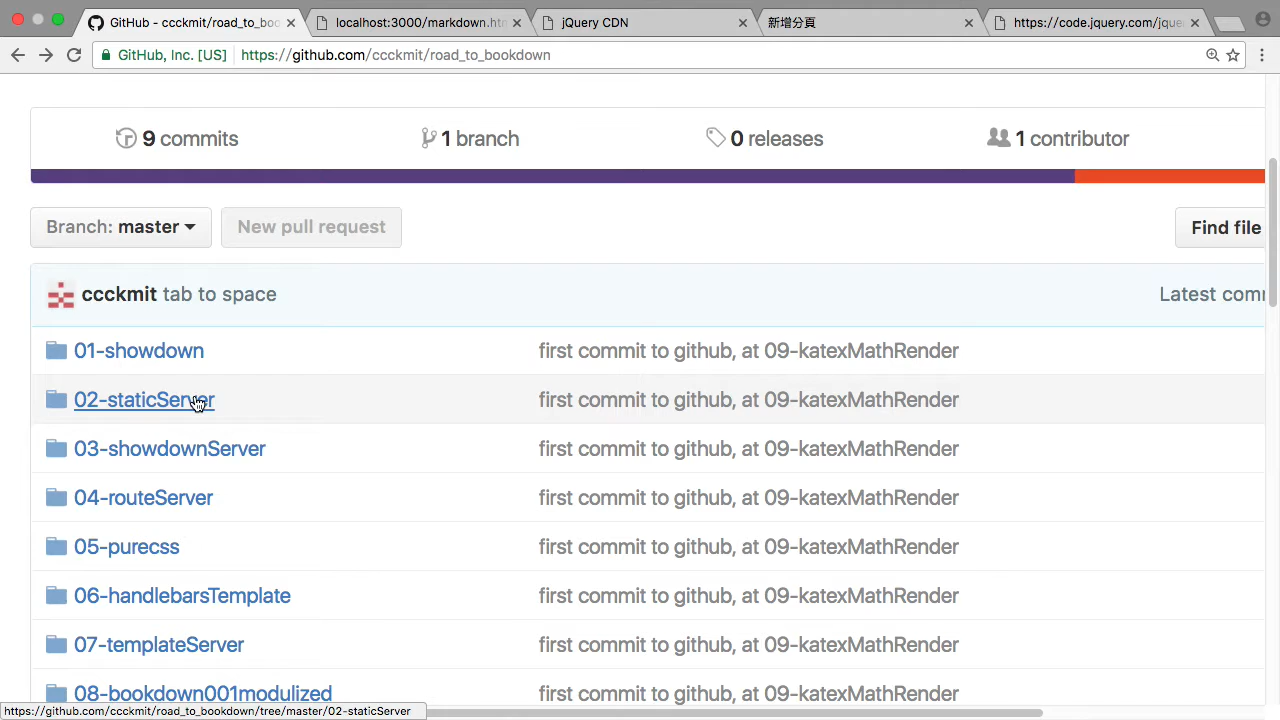 GitHub - ccckmit/road_to_boo
localhost:3000/markdown.htm
jQuery CDN
新增分頁
https://code.jquery.com/jque
GitHub, Inc. [US]
https://github.com/ccckmit/road_to_bookdown
9 commits
1 branch
0 releases
1 contributor
Branch: master
New pull request
Find file
ccckmit tab to space
Latest comm
01-showdown
first commit to github, at 09-katexMathRender
02-staticServer
first commit to github, at 09-katexMathRender
03-showdownServer
first commit to github, at 09-katexMathRender
04-routeServer
first commit to github, at 09-katexMathRender
05-purecss
first commit to github, at 09-katexMathRender
06-handlebarsTemplate
first commit to github, at 09-katexMathRender
07-templateServer
first commit to github, at 09-katexMathRender
08-bookdown001modulized
first commit to github, at 09-katexMathRender
https://github.com/ccckmit/road_to_bookdown/tree/master/02-staticServer